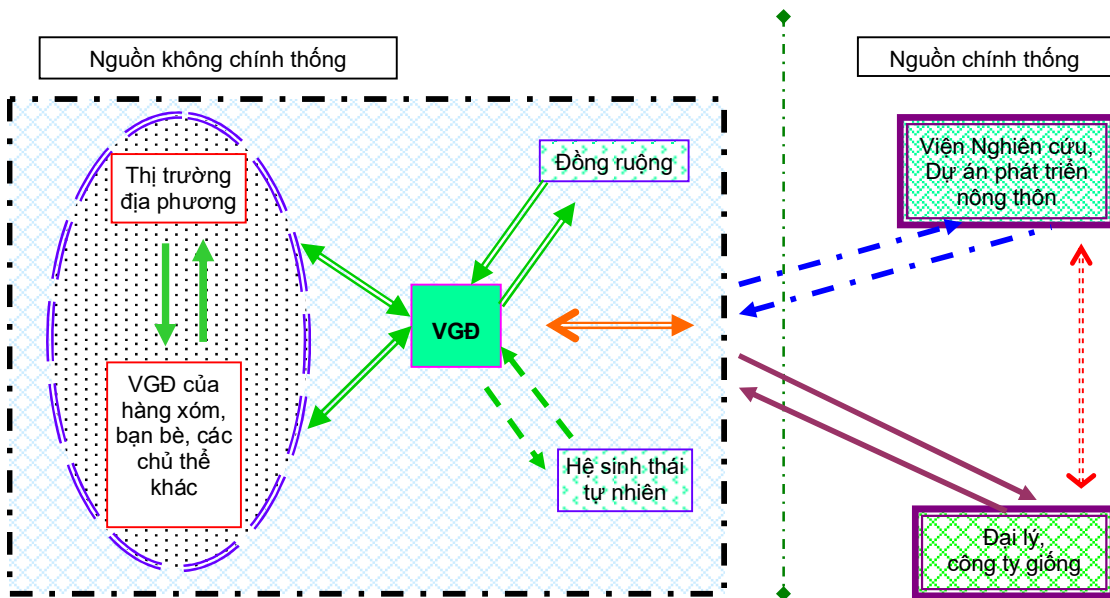 Nguồn không chính thống
Nguồn chính thống
Thị trường
địa phương
Đồng ruộng
Viện Nghiên cứu,
Dự án phát triển
nông thôn
VGĐ
VGĐ của
hàng xóm,
bạn bè, các
chủ thể
khác
Hệ sinh thái
tự nhiên
Đại lý,
công ty giống